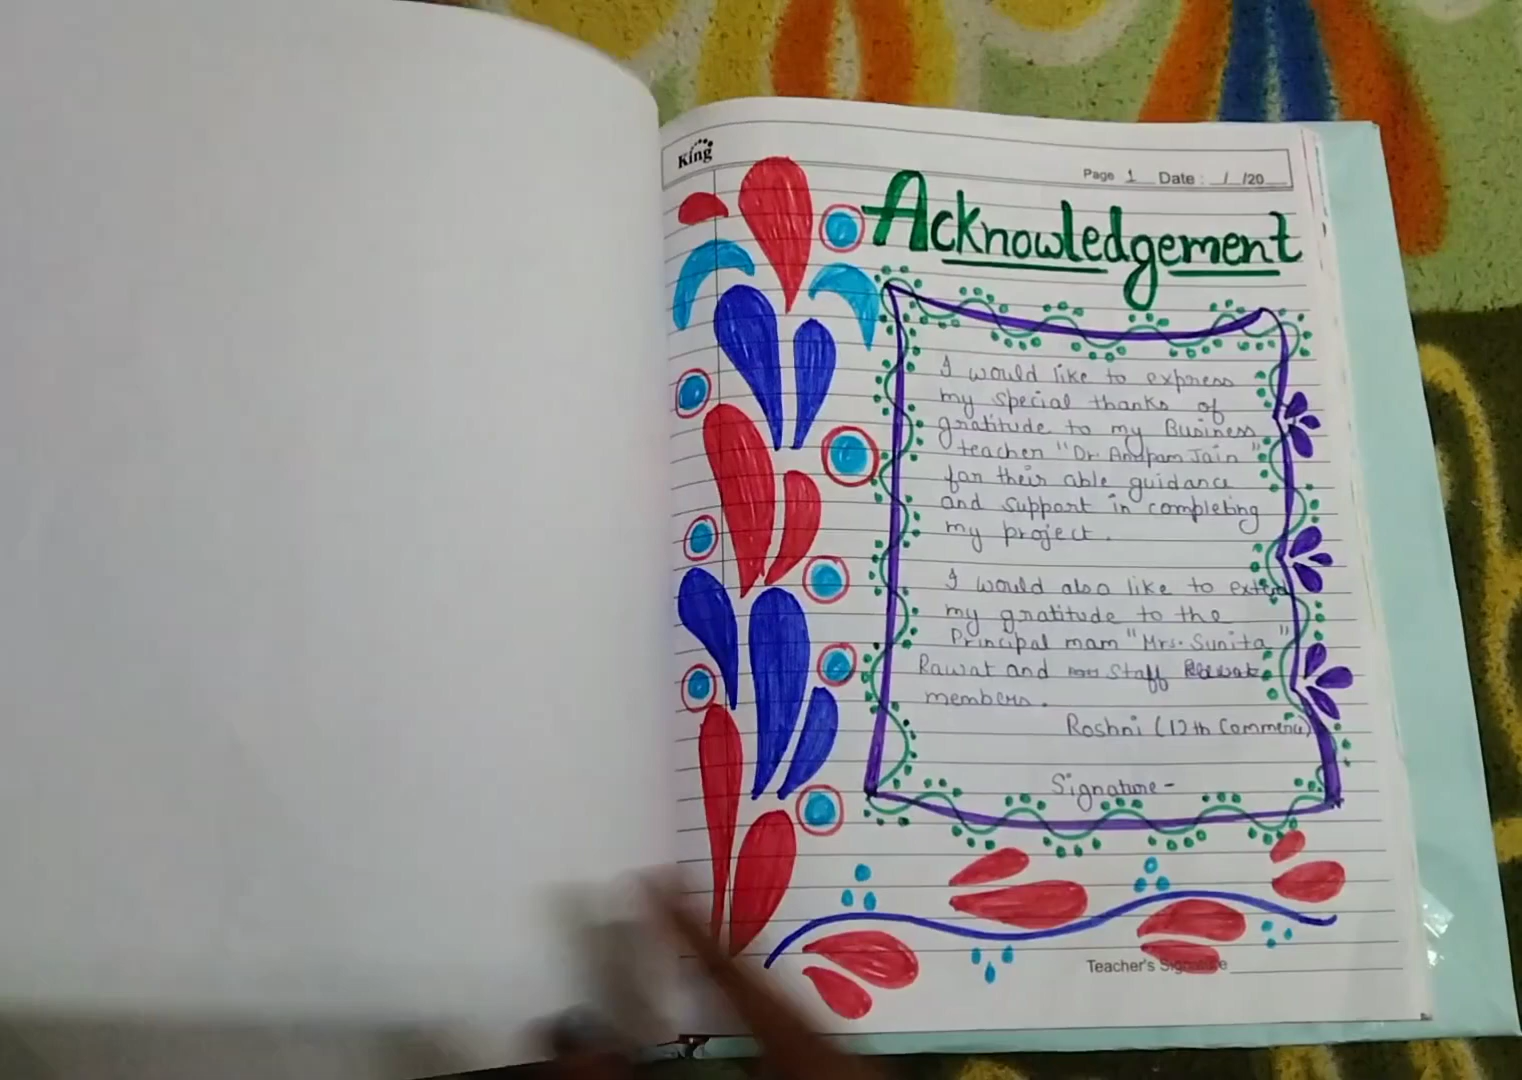 King
Page 1 Date : / /20
Acknowledgement
I would like to express
my special thanks of
gratitude to my Business
teacher "Dr. Anupam Jain"
for their able guidance
and support in completing
my project.
I would also like to extend
my gratitude to the
Principal mam "Mrs. Sunita"
Rawat and Staff
members.
Roshni (12th Commerce)
Signature -
Teacher's Signature